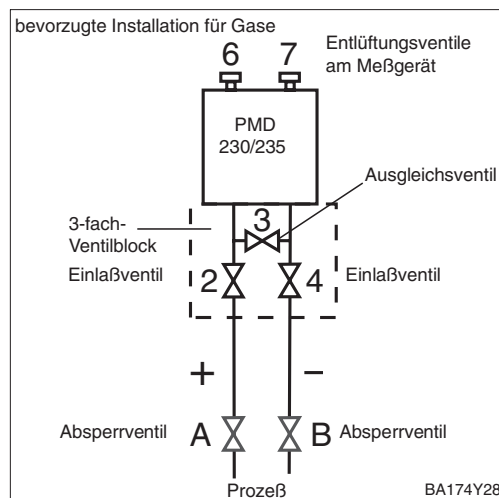 bevorzugte Installation für Gase
6
7
Entlüftungsventile
am Meßgerät
PMD
230/235
Ausgleichsventil
3
3-fach-
Ventilblock
Einlaßventil
2
4
Einlaßventil
+
–
Absperrventil
A
B
Absperrventil
Prozeß
BA174Y28